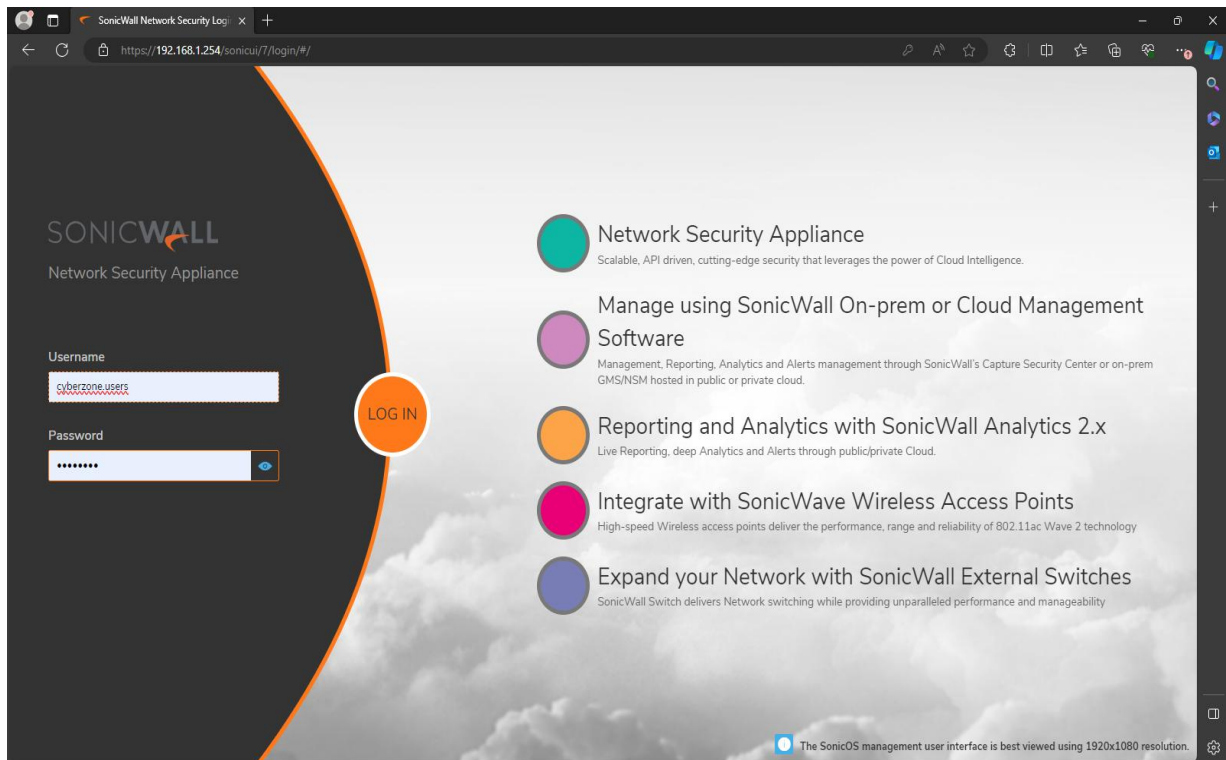 SonicWall Network Security Logi
https://192.168.1.254/sonicui/7/login/#/
SONICWALL
Network Security Appliance
Username
cyberzone.users
Password
LOG IN
Network Security Appliance
Scalable, API driven, cutting-edge security that leverages the power of Cloud Intelligence.
Manage using SonicWall On-prem or Cloud Management
Software
Management, Reporting, Analytics and Alerts management through SonicWall's Capture Security Center or on-prem
GMS/NSM hosted in public or private cloud.
Reporting and Analytics with SonicWall Analytics 2.x
Live Reporting, deep Analytics and Alerts through public/private Cloud.
Integrate with SonicWave Wireless Access Points
High-speed Wireless access points deliver the performance, range and reliability of 802.11ac Wave 2 technology
Expand your Network with SonicWall External Switches
SonicWall Switch delivers Network switching while providing unparalleled performance and manageability
The SonicOS management user interface is best viewed using 1920x1080 resolution.